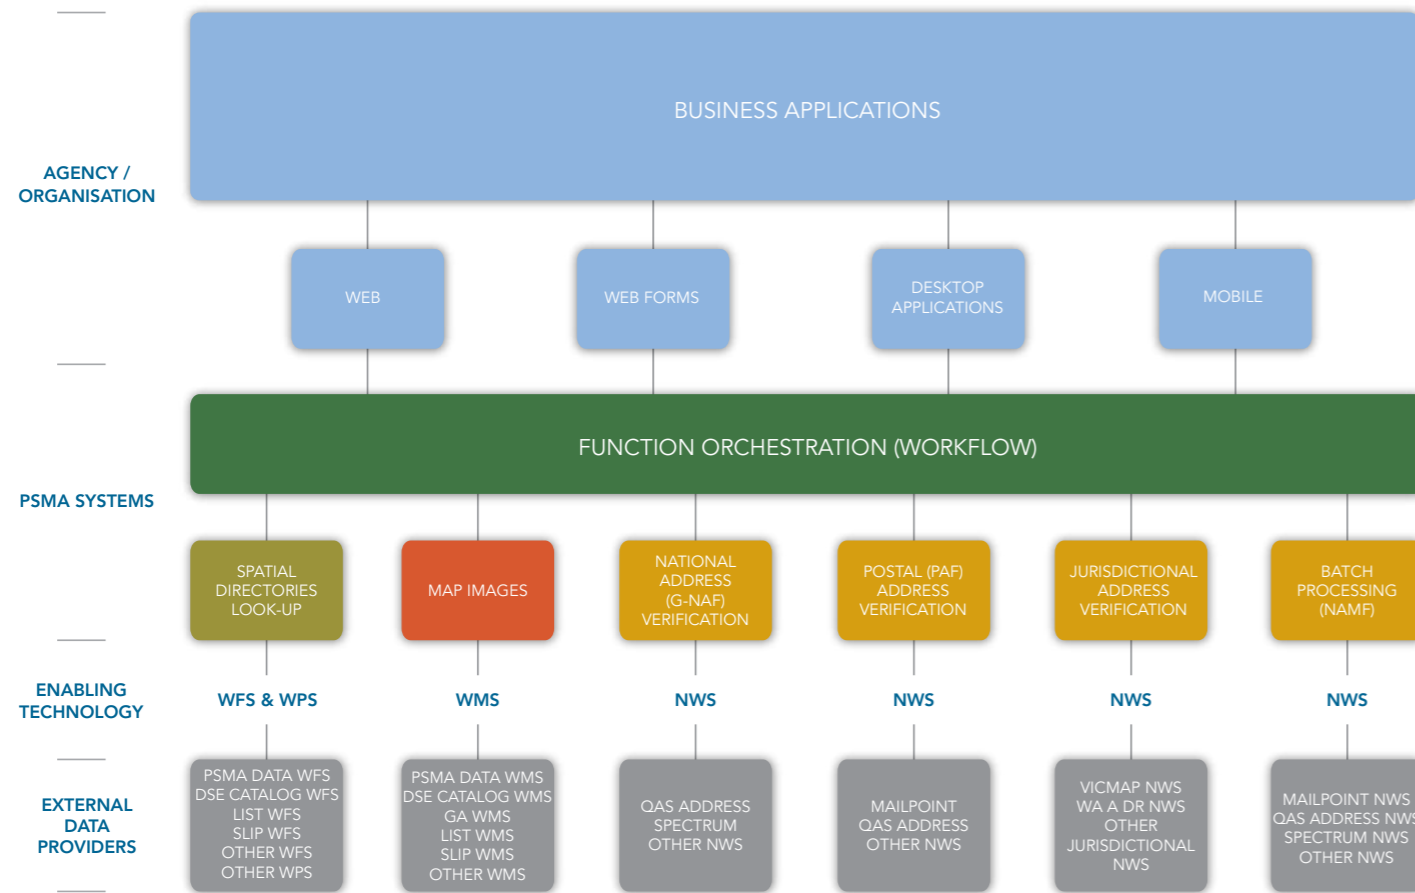 BUSINESS APPLICATIONS
AGENCY /
ORGANISATION
WEB
WEB FORMS
DESKTOP
APPLICATIONS
MOBILE
FUNCTION ORCHESTRATION (WORKFLOW)
PSMA SYSTEMS
SPATIAL
DIRECTORIES
LOOK-UP
MAP IMAGES
NATIONAL
ADDRESS
(G-NAF)
VERIFICATION
POSTAL (PAF)
ADDRESS
VERIFICATION
JURISDICTIONAL
ADDRESS
VERIFICATION
BATCH
PROCESSING
(NAMF)
ENABLING
TECHNOLOGY
WFS & WPS
WMS
NWS
NWS
NWS
NWS
EXTERNAL
DATA
PROVIDERS
PSMA DATA WFS
DSE CATALOG WFS
LIST WFS
SLIP WFS
OTHER WFS
OTHER WPS
PSMA DATA WMS
DSE CATALOG WMS
GA WMS
LIST WMS
SLIP WMS
OTHER WMS
QAS ADDRESS
SPECTRUM
OTHER NWS
MAILPOINT
QAS ADDRESS
OTHER NWS
VICMAP NWS
WA A DR NWS
OTHER
JURISDICTIONAL
NWS
MAILPOINT NWS
QAS ADDRESS NWS
SPECTRUM NWS
OTHER NWS